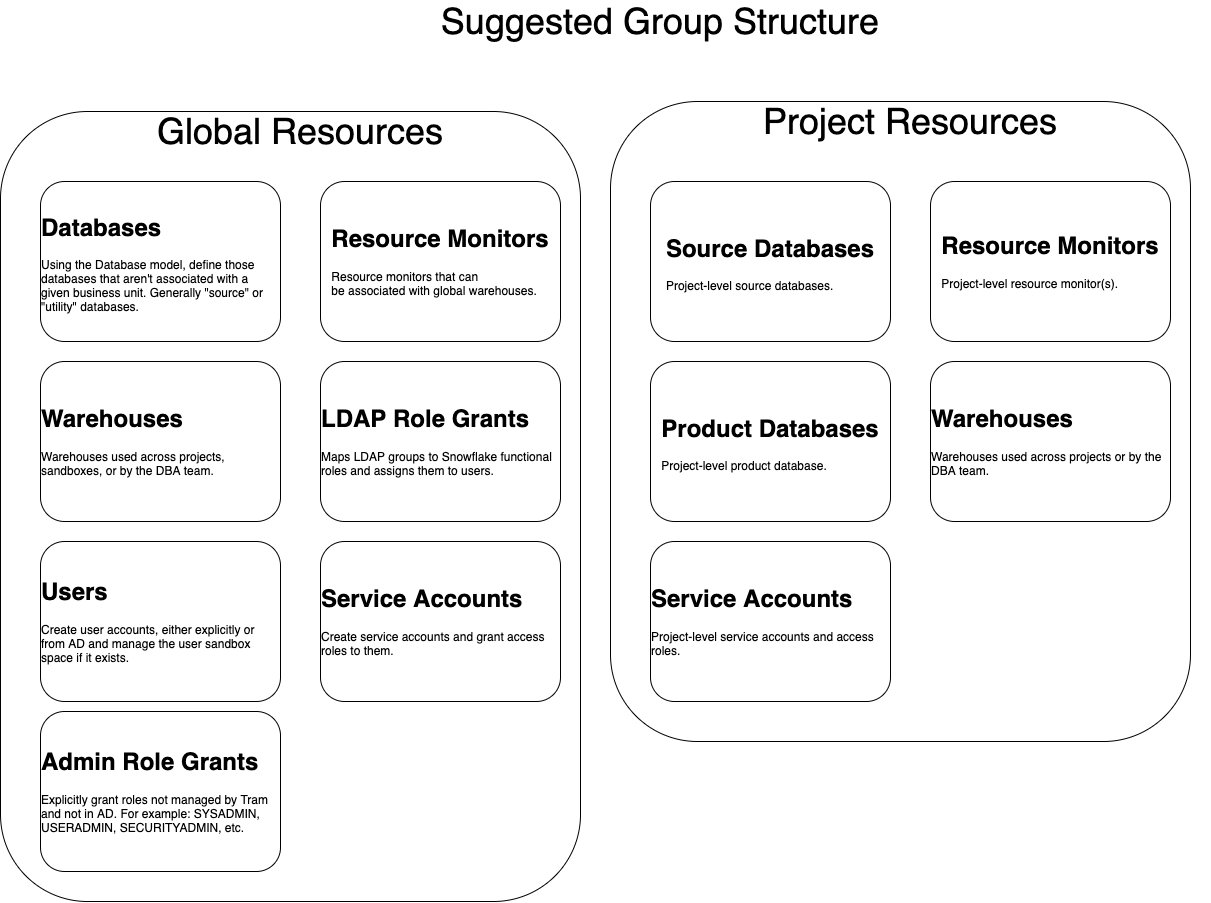 Suggested Group Structure
Global Resources
Databases
Using the Database model, define those
databases that aren't associated with a
given business unit. Generally "source" or
"utility" databases.
Resource Monitors
Resource monitors that can
be associated with global warehouses.
Warehouses
Warehouses used across projects,
sandboxes, or by the DBA team.
LDAP Role Grants
Maps LDAP groups to Snowflake functional
roles and assigns them to users.
Users
Create user accounts, either explicitly or
from AD and manage the user sandbox
space if it exists.
Service Accounts
Create service accounts and grant access
roles to them.
Admin Role Grants
Explicitly grant roles not managed by Tram
and not in AD. For example: SYSADMIN,
USERADMIN, SECURITYADMIN, etc.
Project Resources
Source Databases
Project-level source databases.
Resource Monitors
Project-level resource monitor(s).
Product Databases
Project-level product database.
Warehouses
Warehouses used across projects or by the
DBA team.
Service Accounts
Project-level service accounts and access
roles.